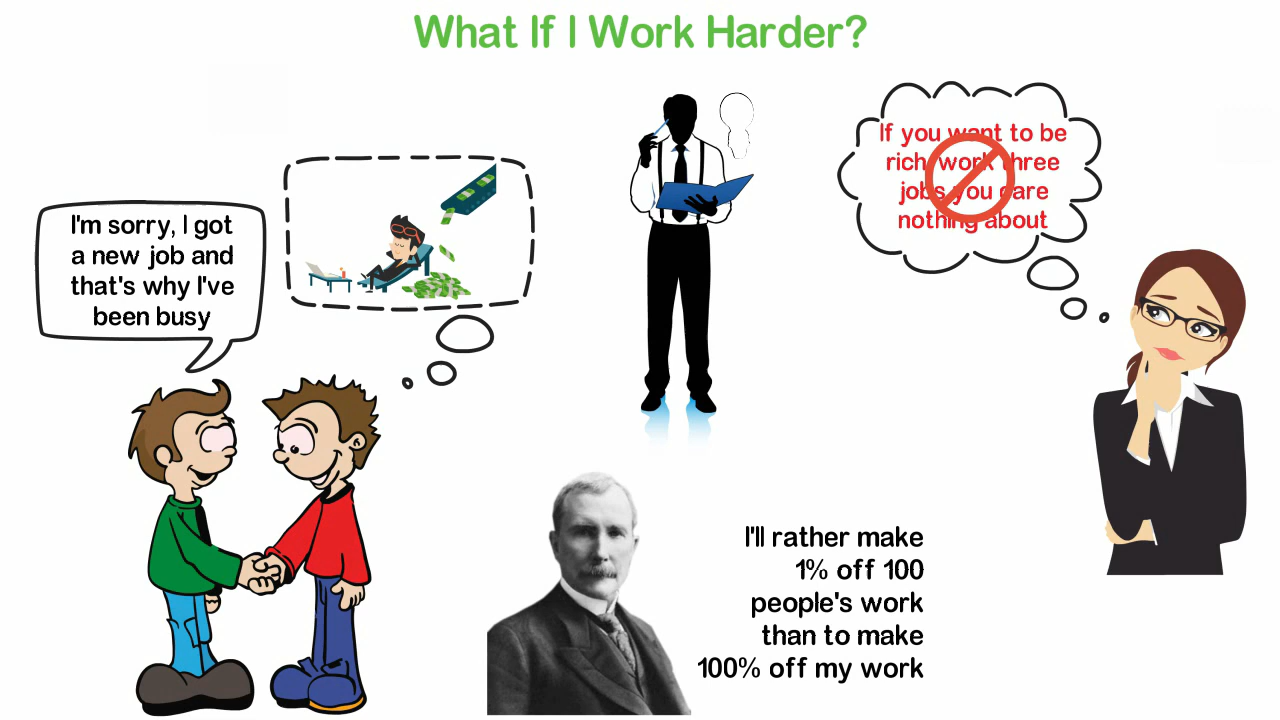 What If I Work Harder?
I'm sorry, I got
a new job and
that's why I've
been busy
If you want to be
rich, work three
jobs you care
nothing about
I'll rather make
1% off 100
people's work
than to make
100% off my work